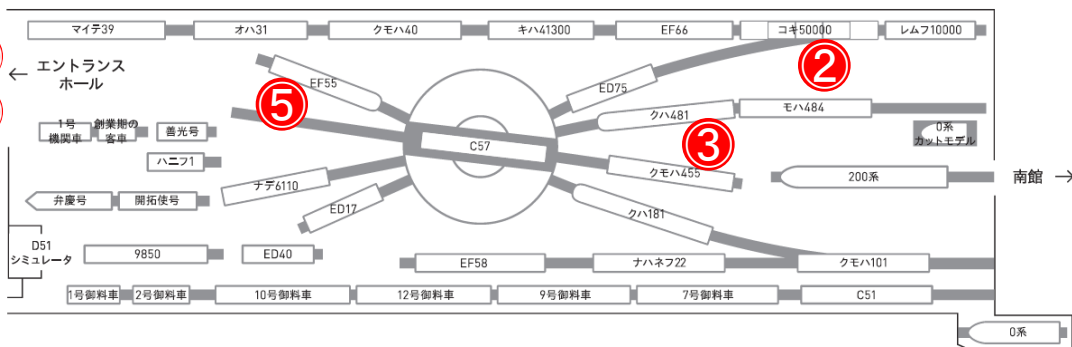 マイテ39
オハ31
クモハ40
キハ41300
EF66
コキ50000
レムフ10000
← エントランス
ホール
EF55
⑤
ED75
②
クハ481
モハ484
1号
機関車
創業期の
客車
善光号
C57
③
0系
カットモデル
ハニフ1
ナデ6110
クモハ455
200系
南館 →
弁慶号
開拓使号
ED17
クハ181
D51
シミュレータ
9850
ED40
EF58
ナハネフ22
クモハ101
1号御料車
2号御料車
10号御料車
12号御料車
9号御料車
7号御料車
C51
0系